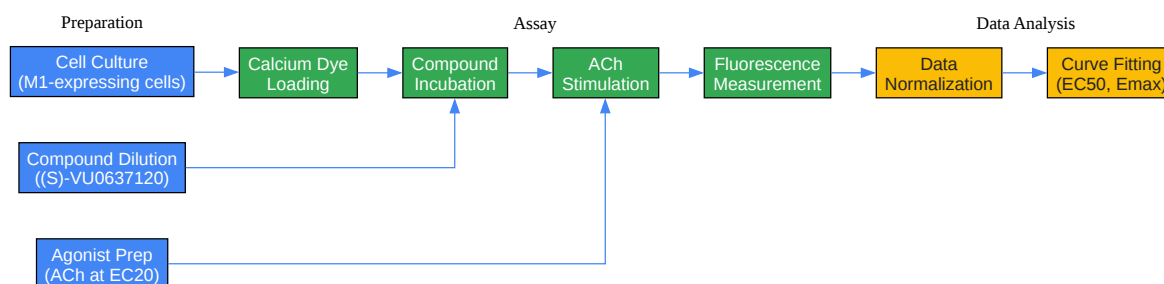 Preparation
Assay
Data Analysis
Cell Culture
(M1-expressing cells)
Calcium Dye
Loading
Compound
Incubation
ACh
Stimulation
Fluorescence
Measurement
Data
Normalization
Curve Fitting
(EC50, Emax)
Compound Dilution
((S)-VU0637120)
Agonist Prep
(ACh at EC20)